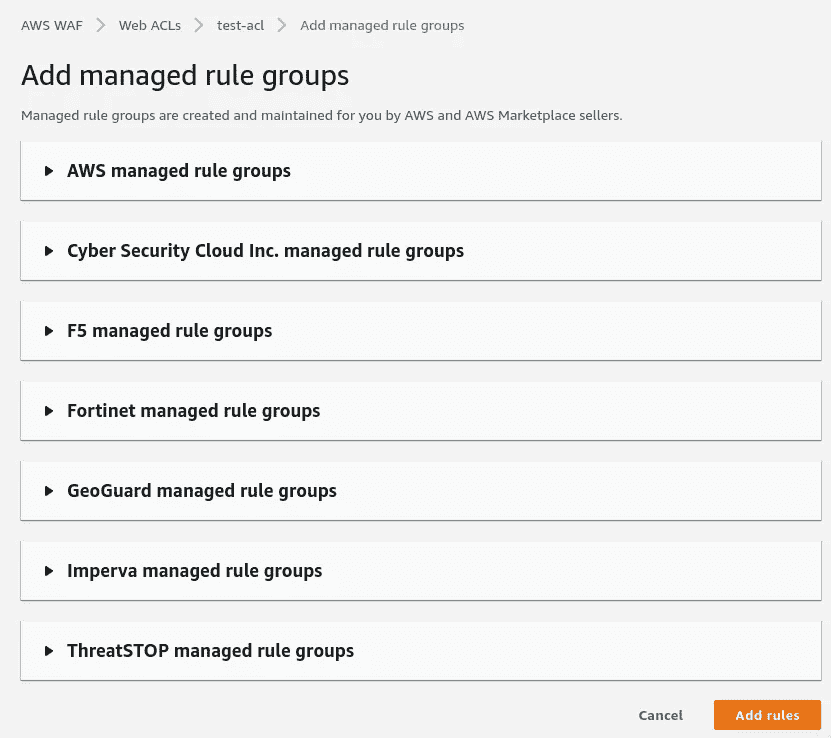 AWS WAF > Web ACLs > test-acl > Add managed rule groups
Add managed rule groups
Managed rule groups are created and maintained for you by AWS and AWS Marketplace sellers.
AWS managed rule groups
Cyber Security Cloud Inc. managed rule groups
F5 managed rule groups
Fortinet managed rule groups
GeoGuard managed rule groups
Imperva managed rule groups
ThreatSTOP managed rule groups
Cancel Add rules